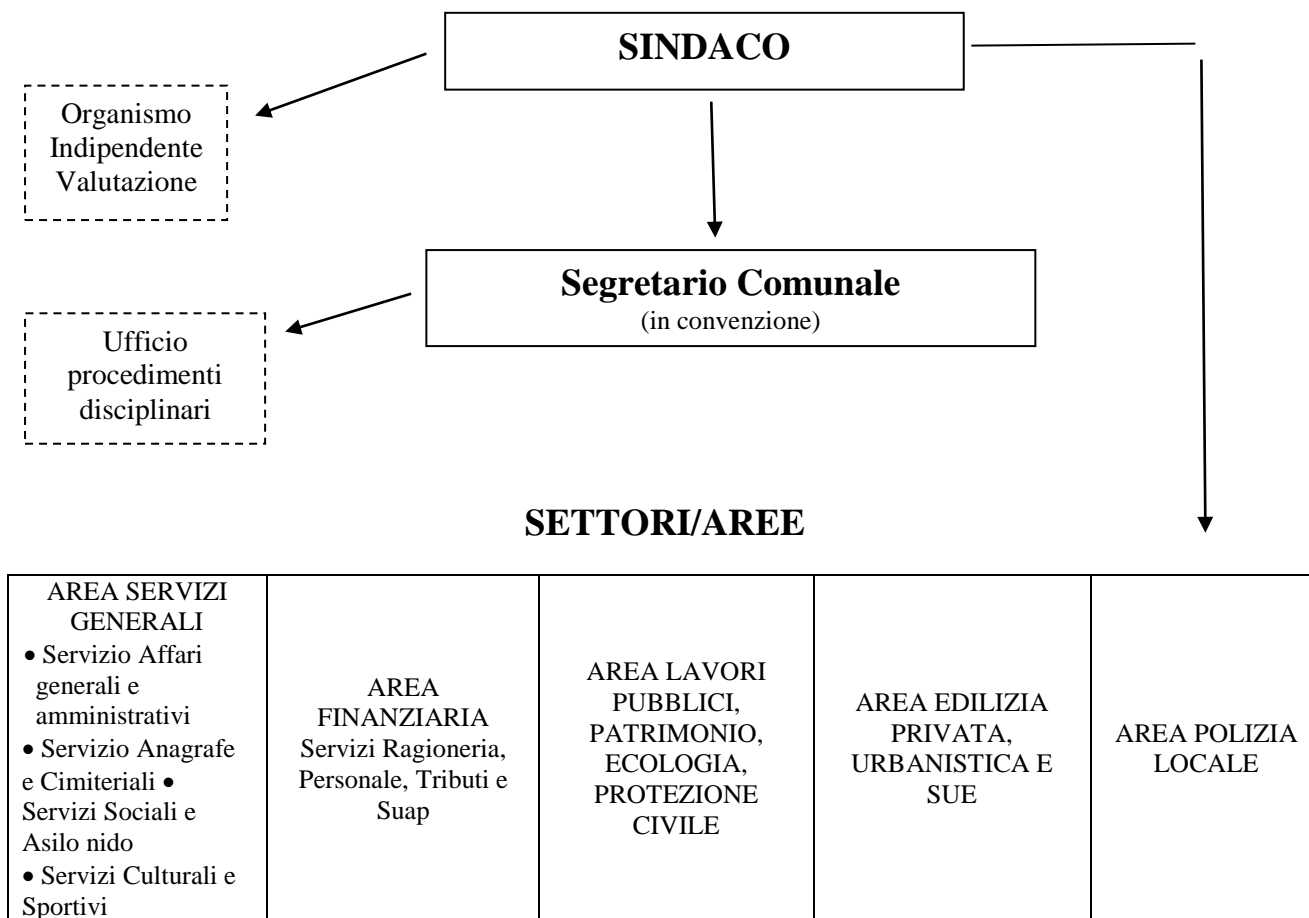 SINDACO
Organismo
Indipendente
Valutazione
Segretario Comunale
(in convenzione)
Ufficio
procedimenti
disciplinari
SETTORI/AREE
AREA SERVIZI
GENERALI
• Servizio Affari
generali e
amministrativi
• Servizio Anagrafe
e Cimiteriali •
Servizi Sociali e
Asilo nido
• Servizi Culturali e
Sportivi
AREA
FINANZIARIA
Servizi Ragioneria,
Personale, Tributi e
Suap
AREA LAVORI
PUBBLICI,
PATRIMONIO,
ECOLOGIA,
PROTEZIONE
CIVILE
AREA EDILIZIA
PRIVATA,
URBANISTICA E
SUE
AREA POLIZIA
LOCALE